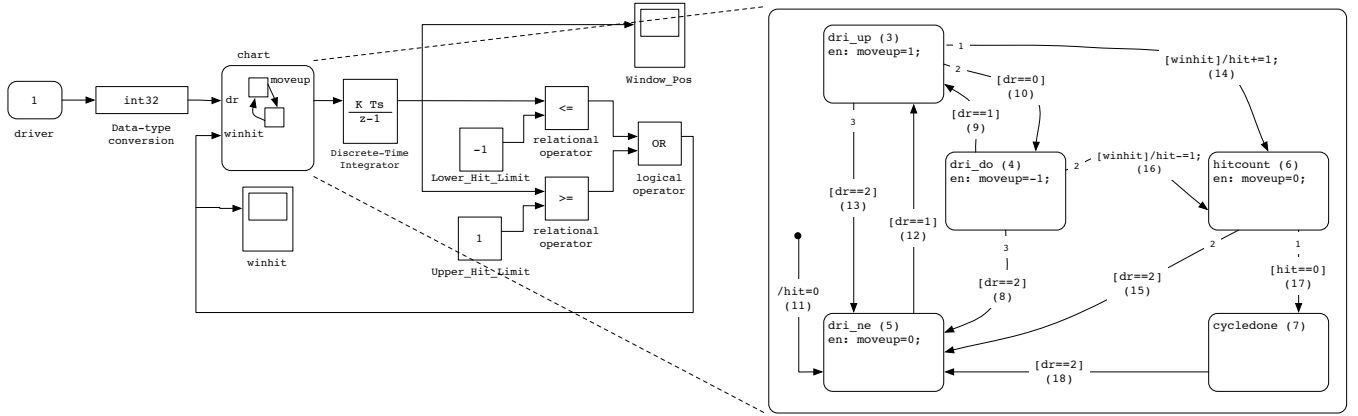 1
driver
int32
Data-type
conversion
chart
moveup
dr
winhit
K Ts
z-1
Discrete-Time
Integrator
winhit
-1
Lower_Hit_Limit
1
Upper_Hit_Limit
<=
relational
operator
>=
relational
operator
OR
logical
operator
Window_Pos
dri_up (3)
en: moveup=1;
1
2
3
[winhit]/hit+=1;
(14)
[dr==0]
(10)
[dr==1]
(9)
dri_do (4)
en: moveup=-1;
2
3
[winhit]/hit-=1;
(16)
hitcount (6)
en: moveup=0;
2
1
[dr==2]
(13)
[dr==1]
(12)
[dr==2]
(8)
[dr==2]
(15)
[hit==0]
(17)
/hit=0
(11)
dri_ne (5)
en: moveup=0;
[dr==2]
(18)
cycledone (7)